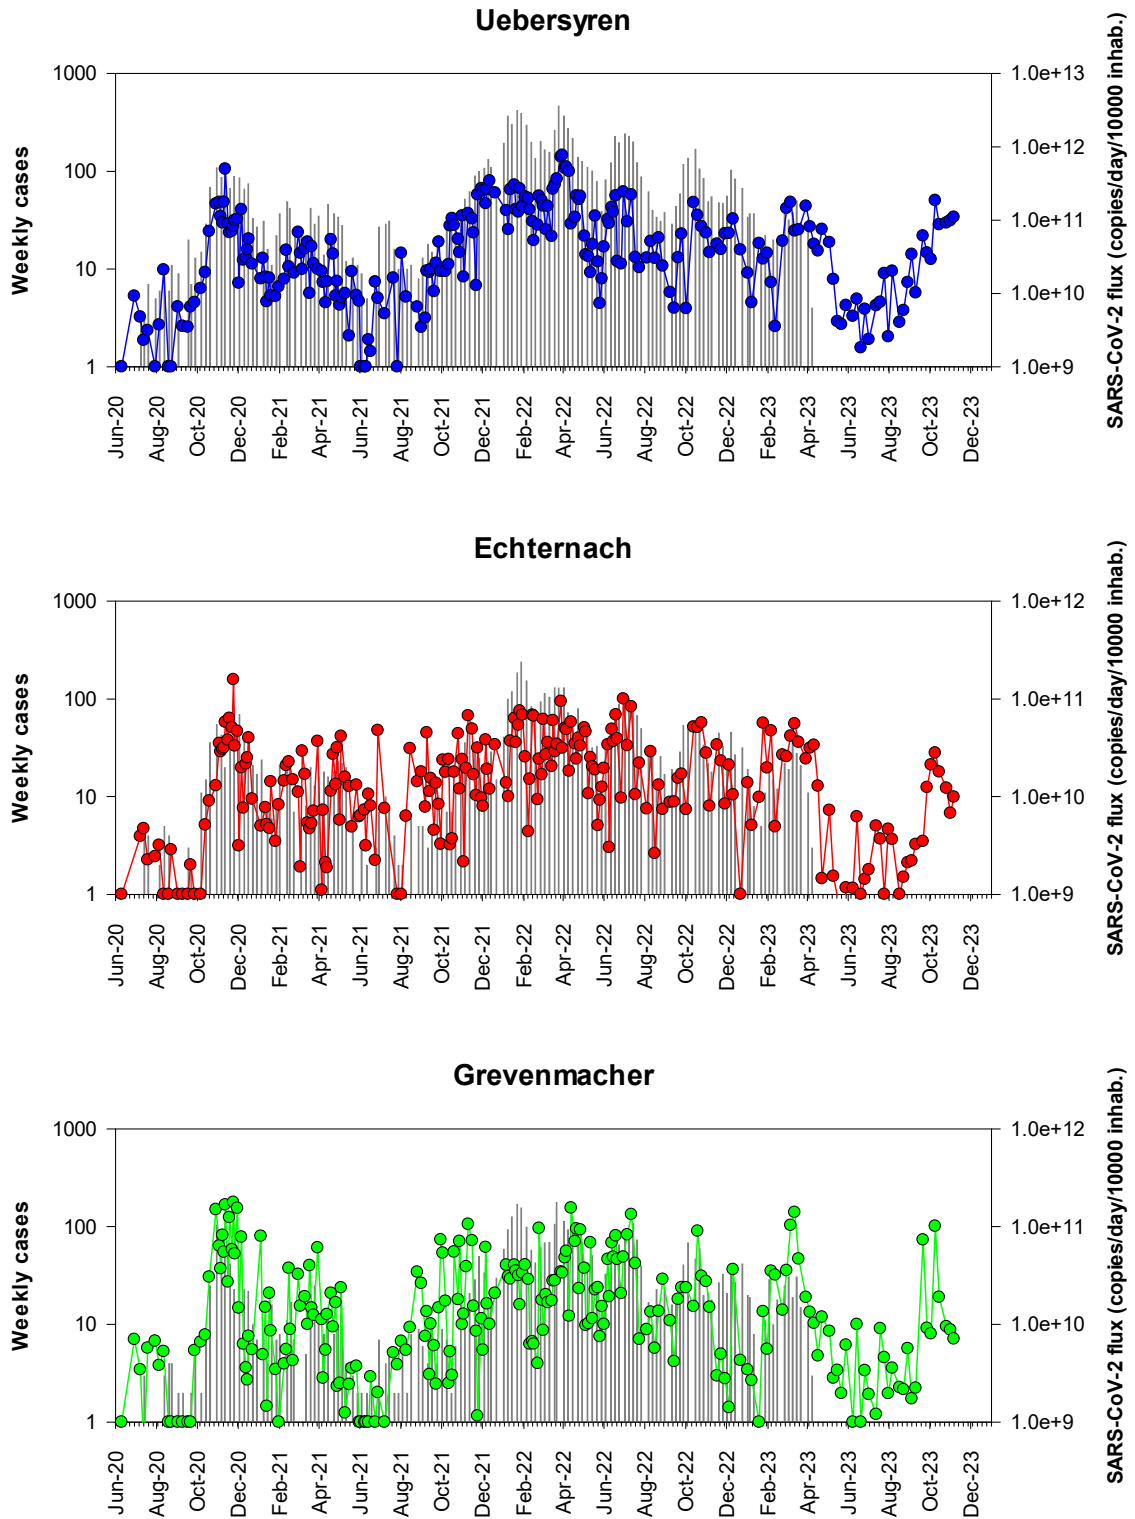 Uebersyren
Weekly cases
1000
100
10
1
1.0e+13
1.0e+12
1.0e+11
1.0e+10
1.0e+9
SARS-CoV-2 flux (copies/day/10000 inhab.)
Jun-20
Aug-20
Oct-20
Dec-20
Feb-21
Apr-21
Jun-21
Aug-21
Oct-21
Dec-21
Feb-22
Apr-22
Jun-22
Aug-22
Oct-22
Dec-22
Feb-23
Apr-23
Jun-23
Aug-23
Oct-23
Dec-23
Echternach
Weekly cases
1000
100
10
1
1.0e+12
1.0e+11
1.0e+10
1.0e+9
SARS-CoV-2 flux (copies/day/10000 inhab.)
Jun-20
Aug-20
Oct-20
Dec-20
Feb-21
Apr-21
Jun-21
Aug-21
Oct-21
Dec-21
Feb-22
Apr-22
Jun-22
Aug-22
Oct-22
Dec-22
Feb-23
Apr-23
Jun-23
Aug-23
Oct-23
Dec-23
Grevenmacher
Weekly cases
1000
100
10
1
1.0e+12
1.0e+11
1.0e+10
1.0e+9
SARS-CoV-2 flux (copies/day/10000 inhab.)
Jun-20
Aug-20
Oct-20
Dec-20
Feb-21
Apr-21
Jun-21
Aug-21
Oct-21
Dec-21
Feb-22
Apr-22
Jun-22
Aug-22
Oct-22
Dec-22
Feb-23
Apr-23
Jun-23
Aug-23
Oct-23
Dec-23